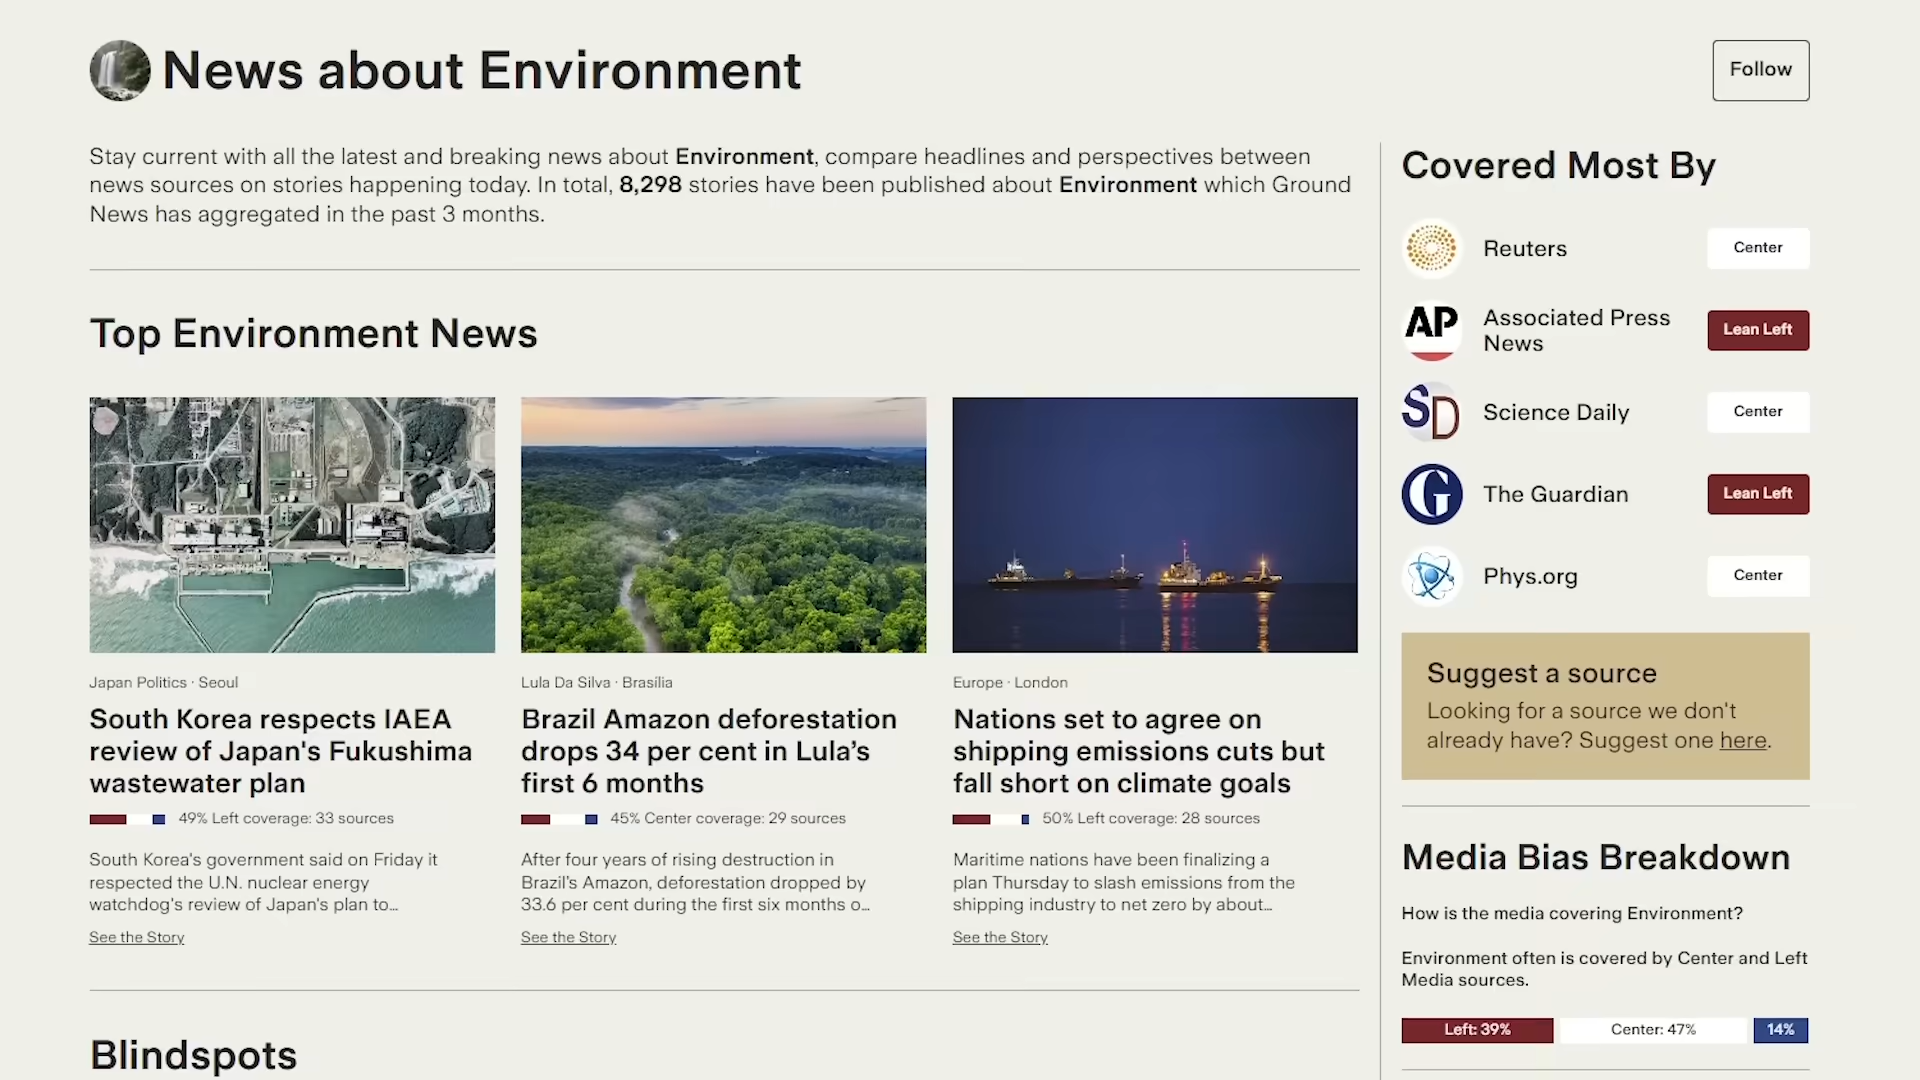 News about Environment
Follow
Stay current with all the latest and breaking news about Environment, compare headlines and perspectives between
news sources on stories happening today. In total, 8,298 stories have been published about Environment which Ground
News has aggregated in the past 3 months.
Top Environment News
Japan Politics · Seoul
South Korea respects IAEA
review of Japan's Fukushima
wastewater plan
49% Left coverage: 33 sources
South Korea's government said on Friday it
respected the U.N. nuclear energy
watchdog's review of Japan's plan to...
See the Story
Lula Da Silva · Brasília
Brazil Amazon deforestation
drops 34 per cent in Lula’s
first 6 months
45% Center coverage: 29 sources
After four years of rising destruction in
Brazil’s Amazon, deforestation dropped by
33.6 per cent during the first six months o...
See the Story
Europe · London
Nations set to agree on
shipping emissions cuts but
fall short on climate goals
50% Left coverage: 28 sources
Maritime nations have been finalizing a
plan Thursday to slash emissions from the
shipping industry to net zero by about...
See the Story
Blindspots
Covered Most By
Reuters
Center
AP
Associated Press
News
Lean Left
SD
Science Daily
Center
G
The Guardian
Lean Left
Phys.org
Center
Suggest a source
Looking for a source we don't
already have? Suggest one here.
Media Bias Breakdown
How is the media covering Environment?
Environment often is covered by Center and Left
Media sources.
Left: 39%
Center: 47%
14%